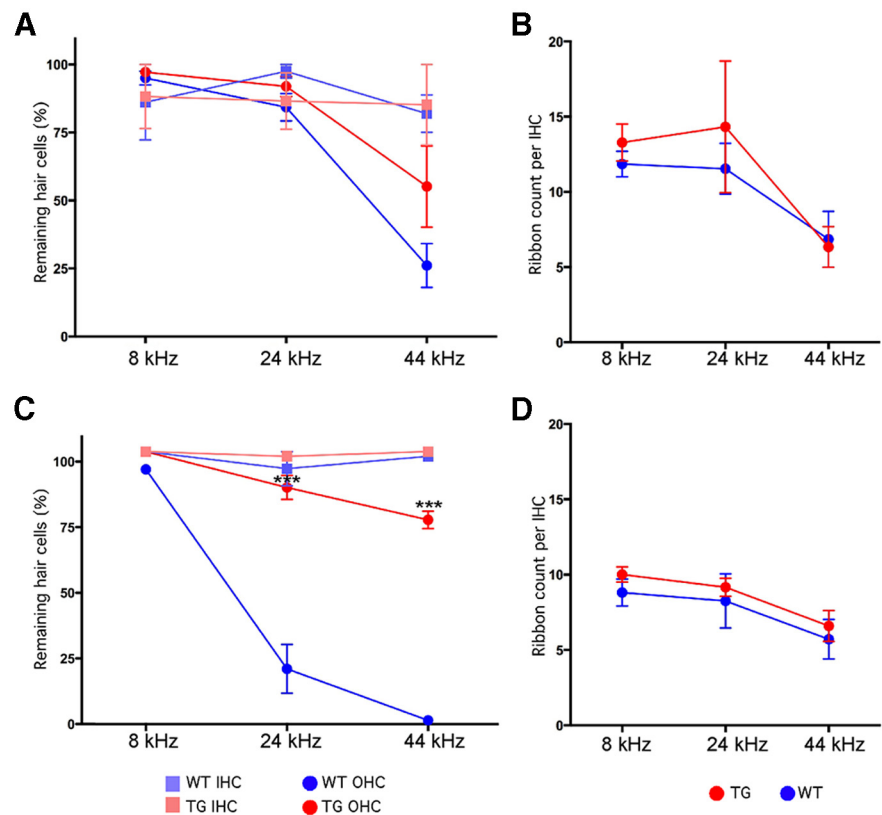 A
Remaining hair cells (%)
100
75
50
25
0
8 kHz 24 kHz 44 kHz
B
Ribbon count per IHC
20
15
10
5
0
8 kHz 24 kHz 44 kHz
C
Remaining hair cells (%)
100
75
50
25
0
***
***
8 kHz 24 kHz 44 kHz
WT IHC WT OHC
TG IHC TG OHC
D
Ribbon count per IHC
20
15
10
5
0
8 kHz 24 kHz 44 kHz
TG WT